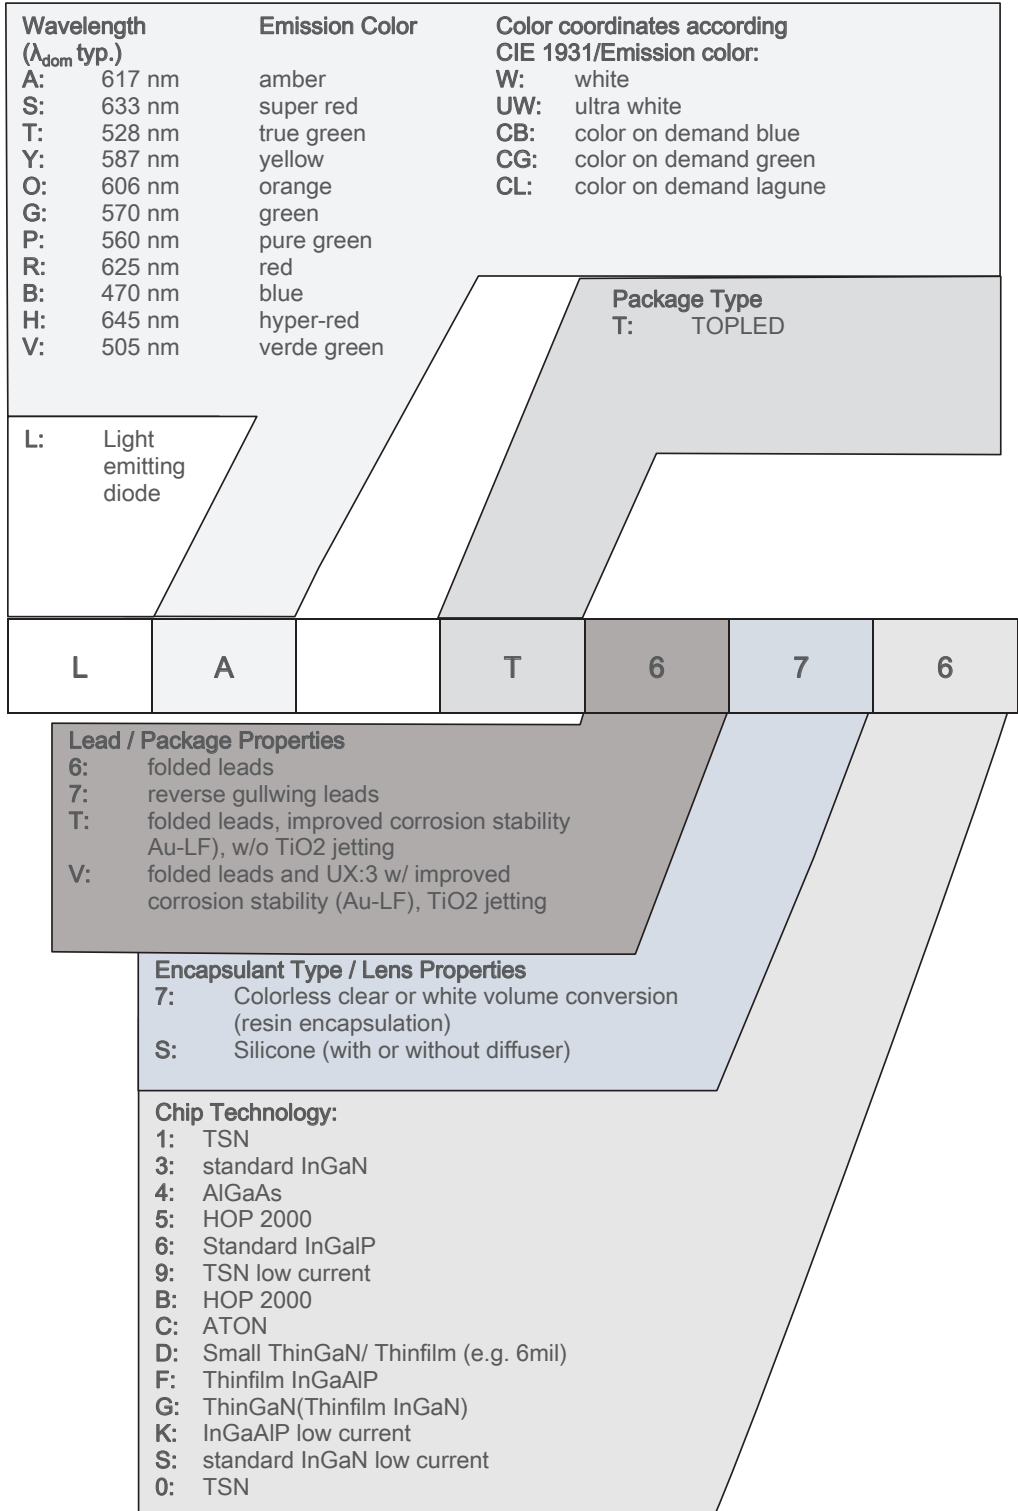 Wavelength Emission Color
(λdom typ.)
A: 617 nm amber
S: 633 nm super red
T: 528 nm true green
Y: 587 nm yellow
O: 606 nm orange
G: 570 nm green
P: 560 nm pure green
R: 625 nm red
B: 470 nm blue
H: 645 nm hyper-red
V: 505 nm verde green
Color coordinates according
CIE 1931/Emission color:
W: white
UW: ultra white
CB: color on demand blue
CG: color on demand green
CL: color on demand lagune
Package Type
T: TOPLED
L: Light
emitting
diode
L A T 6 7 6
Lead / Package Properties
6: folded leads
7: reverse gullwing leads
T: folded leads, improved corrosion stability
Au-LF), w/o TiO2 jetting
V: folded leads and UX:3 w/ improved
corrosion stability (Au-LF), TiO2 jetting
Encapsulant Type / Lens Properties
7: Colorless clear or white volume conversion
(resin encapsulation)
S: Silicone (with or without diffuser)
Chip Technology:
1: TSN
3: standard InGaN
4: AlGaAs
5: HOP 2000
6: Standard InGalP
9: TSN low current
B: HOP 2000
C: ATON
D: Small ThinGaN/ Thinfilm (e.g. 6mil)
F: Thinfilm InGaAlP
G: ThinGaN(Thinfilm InGaN)
K: InGaAlP low current
S: standard InGaN low current
0: TSN